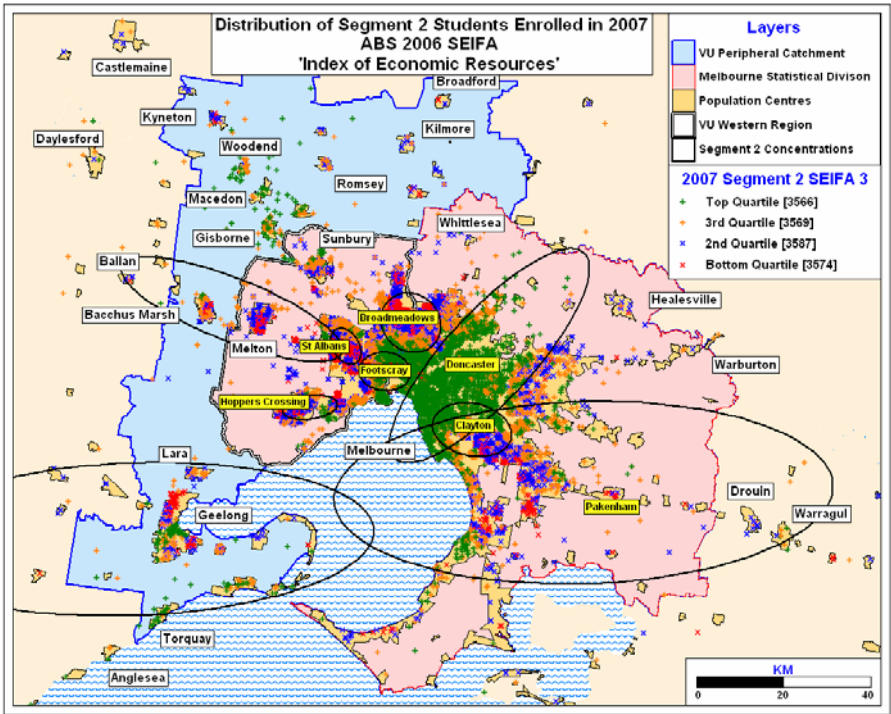 Distribution of Segment 2 Students Enrolled in 2007
ABS 2006 SEIFA
'Index of Economic Resources'
Layers
VU Peripheral Catchment
Melbourne Statistical Divison
Population Centres
VU Western Region
Segment 2 Concentrations
2007 Segment 2 SEIFA 3
Top Quartile [3566]
3rd Quartile [3569]
2nd Quartile [3587]
Bottom Quartile [3574]
Castlemaine
Broadford
Kyneton
Kilmore
Daylesford
Woodend
Romsey
Macedon
Whittlesea
Gisborne
Sunbury
Ballan
Healesville
Bacchus Marsh
Broadmeadows
Melton
St Albans
Footscray
Doncaster
Warburton
Hoppers Crossing
Clayton
Melbourne
Lara
Drouin
Geelong
Pakenham
Warragul
Torquay
Anglesea
KM
0 20 40